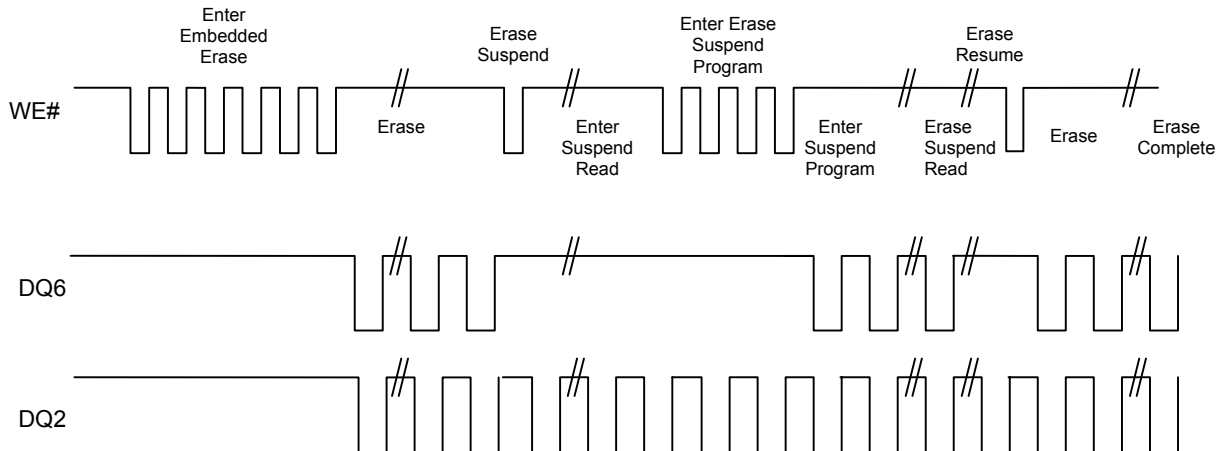 Enter
Embedded
Erase
Erase
Suspend
Enter Erase
Suspend
Program
Erase
Resume
WE#
Erase
Enter
Suspend
Read
Enter
Suspend
Program
Erase
Suspend
Read
Erase
Erase
Complete
DQ6
DQ2